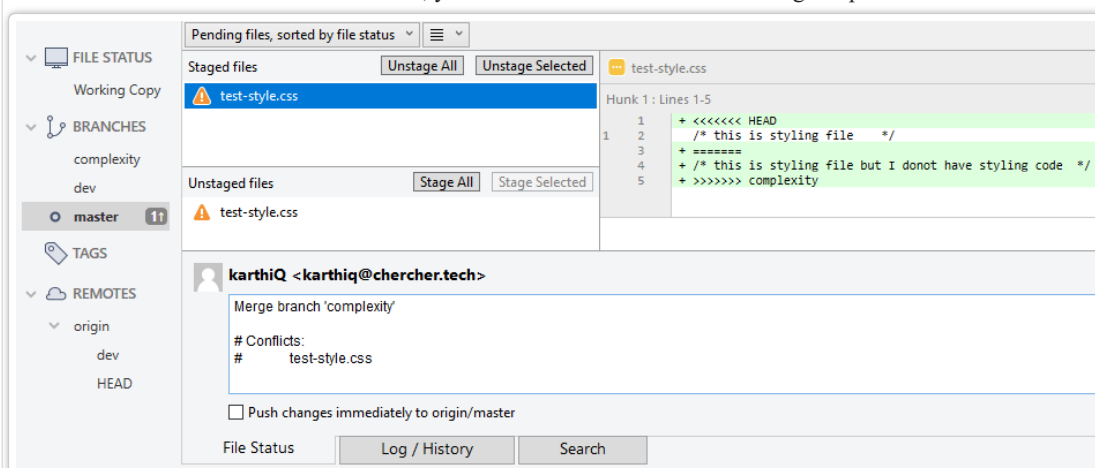 Pending files, sorted by file status
FILE STATUS
Working Copy
BRANCHES
complexity
dev
master 1↑
TAGS
REMOTES
origin
dev
HEAD
Staged files Unstage All Unstage Selected
test-style.css
Unstaged files Stage All Stage Selected
test-style.css
test-style.css
Hunk 1 : Lines 1-5
1 + <<<<<<< HEAD
1 2 /* this is styling file */
3 + =======
4 + /* this is styling file but I donot have styling code */
5 + >>>>>>> complexity
karthiQ <karthiq@chercher.tech>
Merge branch 'complexity'
# Conflicts:
# test-style.css
Push changes immediately to origin/master
File Status Log / History Search